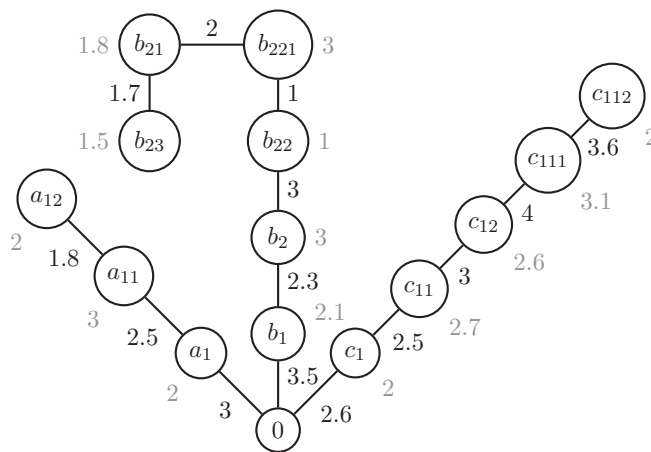 1.8 b₂₁ 2 b₂₂₁ 3
1.7 1 c₁₁₂
1.5 b₂₃ b₂₂ 1 c₁₁₁ 3.6 2
a₁₂ 3 4 3.1
2 1.8 b₂ 3 c₁₂
a₁₁ 2.3 3 2.6
3 2.5 b₁ 2.1 c₁₁
a₁ 3.5 c₁ 2.5 2.7
2 3 2.6 2
0